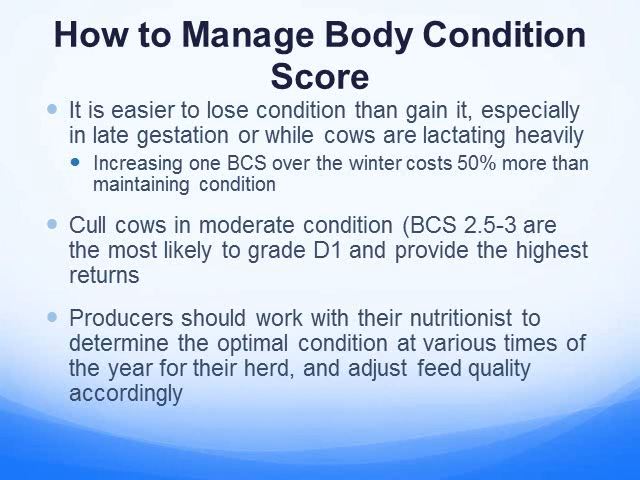 How to Manage Body Condition
Score
• It is easier to lose condition than gain it, especially
in late gestation or while cows are lactating heavily
• Increasing one BCS over the winter costs 50% more than
maintaining condition
• Cull cows in moderate condition (BCS 2.5-3 are
the most likely to grade D1 and provide the highest
returns
• Producers should work with their nutritionist to
determine the optimal condition at various times of
the year for their herd, and adjust feed quality
accordingly